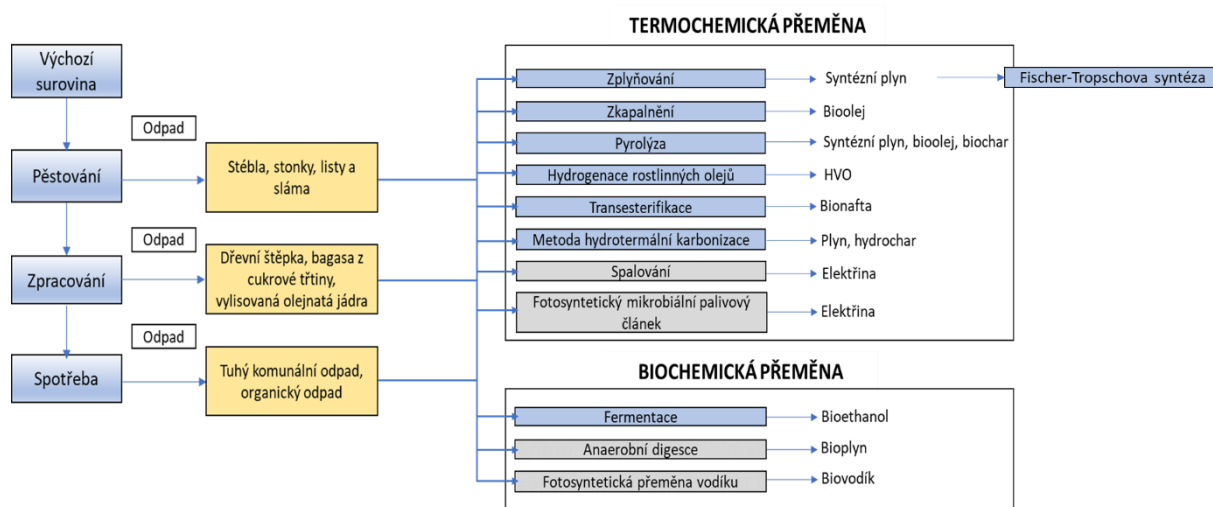 TERMOCHEMICKÁ PŘEMĚNA
Výchozí
surovina
Odpad
Pěstování
Stébla, stonky, listy a
sláma
Odpad
Zpracování
Dřevní štěpka, bagasa z
cukrové třtiny,
vylisovaná olejnatá jádra
Odpad
Spotřeba
Tuhý komunální odpad,
organický odpad
Zplyňování
Syntézní plyn
Fischer-Tropschova syntéza
Zkapalnění
Bioolej
Pyrolýza
Syntézní plyn, bioolej, biochar
Hydrogenace rostlinných olejů
HVO
Transesterifikace
Bionafta
Metoda hydrotermální karbonizace
Plyn, hydrochar
Spalování
Elektřina
Fotosyntetický mikrobiální palivový
článek
Elektřina
BIOCHEMICKÁ PŘEMĚNA
Fermentace
Bioethanol
Anaerobní digesce
Bioplyn
Fotosyntetická přeměna vodíku
Biovodík